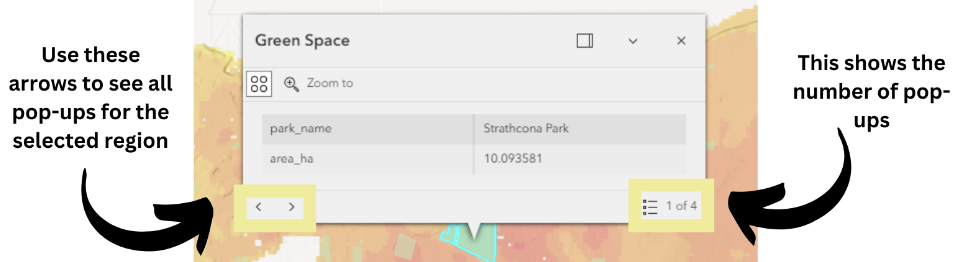 Use these
arrows to see all
pop-ups for the
selected region
Green Space
Zoom to
park_name Strathcona Park
area_ha 10.093581
1 of 4
This shows the
number of pop-
ups